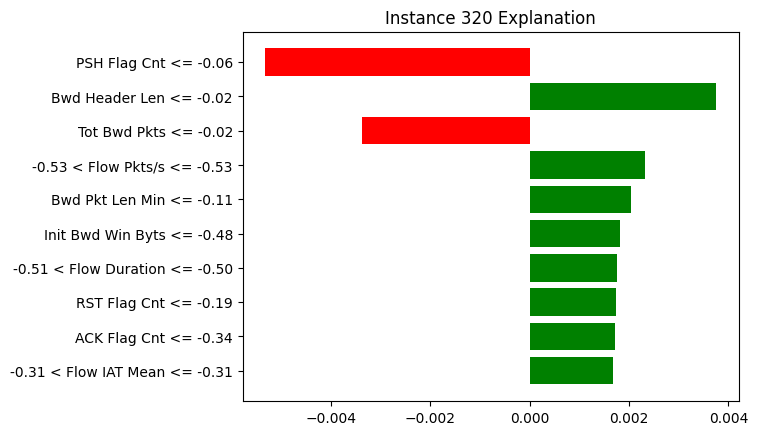 Instance 320 Explanation
PSH Flag Cnt <= -0.06
Bwd Header Len <= -0.02
Tot Bwd Pkts <= -0.02
-0.53 < Flow Pkts/s <= -0.53
Bwd Pkt Len Min <= -0.11
Init Bwd Win Byts <= -0.48
-0.51 < Flow Duration <= -0.50
RST Flag Cnt <= -0.19
ACK Flag Cnt <= -0.34
-0.31 < Flow IAT Mean <= -0.31
−0.004 −0.002 0.000 0.002 0.004